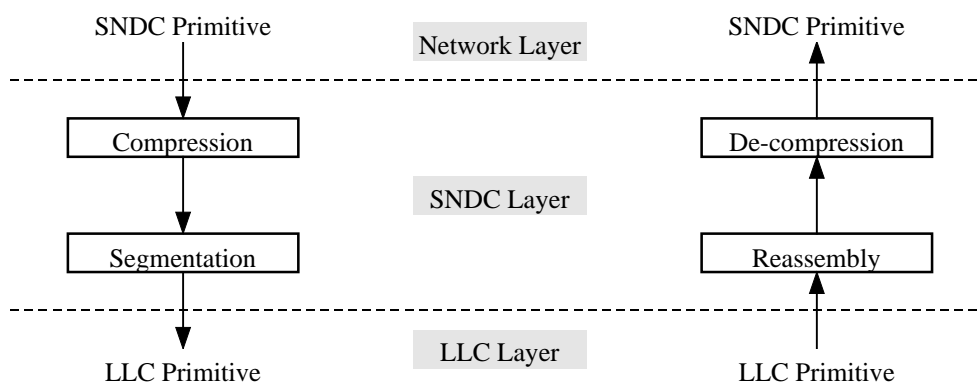 SNDC Primitive
Network Layer
SNDC Primitive
Compression
De-compression
SNDC Layer
Segmentation
Reassembly
LLC Layer
LLC Primitive
LLC Primitive